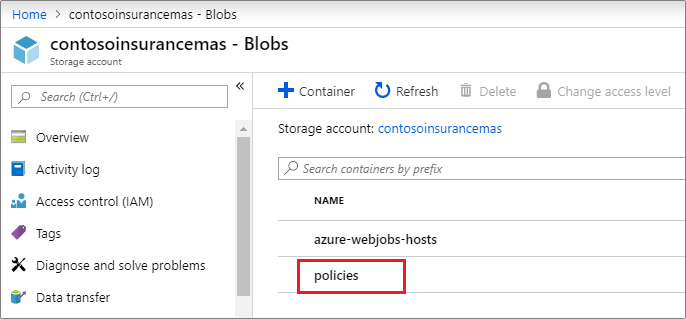 Home > contosoinsurancemas - Blobs
contosoinsurancemas - Blobs
Storage account
«
Search (Ctrl+/)
Overview
Activity log
Access control (IAM)
Tags
Diagnose and solve problems
Data transfer
Container Refresh Delete Change access level
Storage account: contosoinsurancemas
Search containers by prefix
NAME
azure-webjobs-hosts
policies